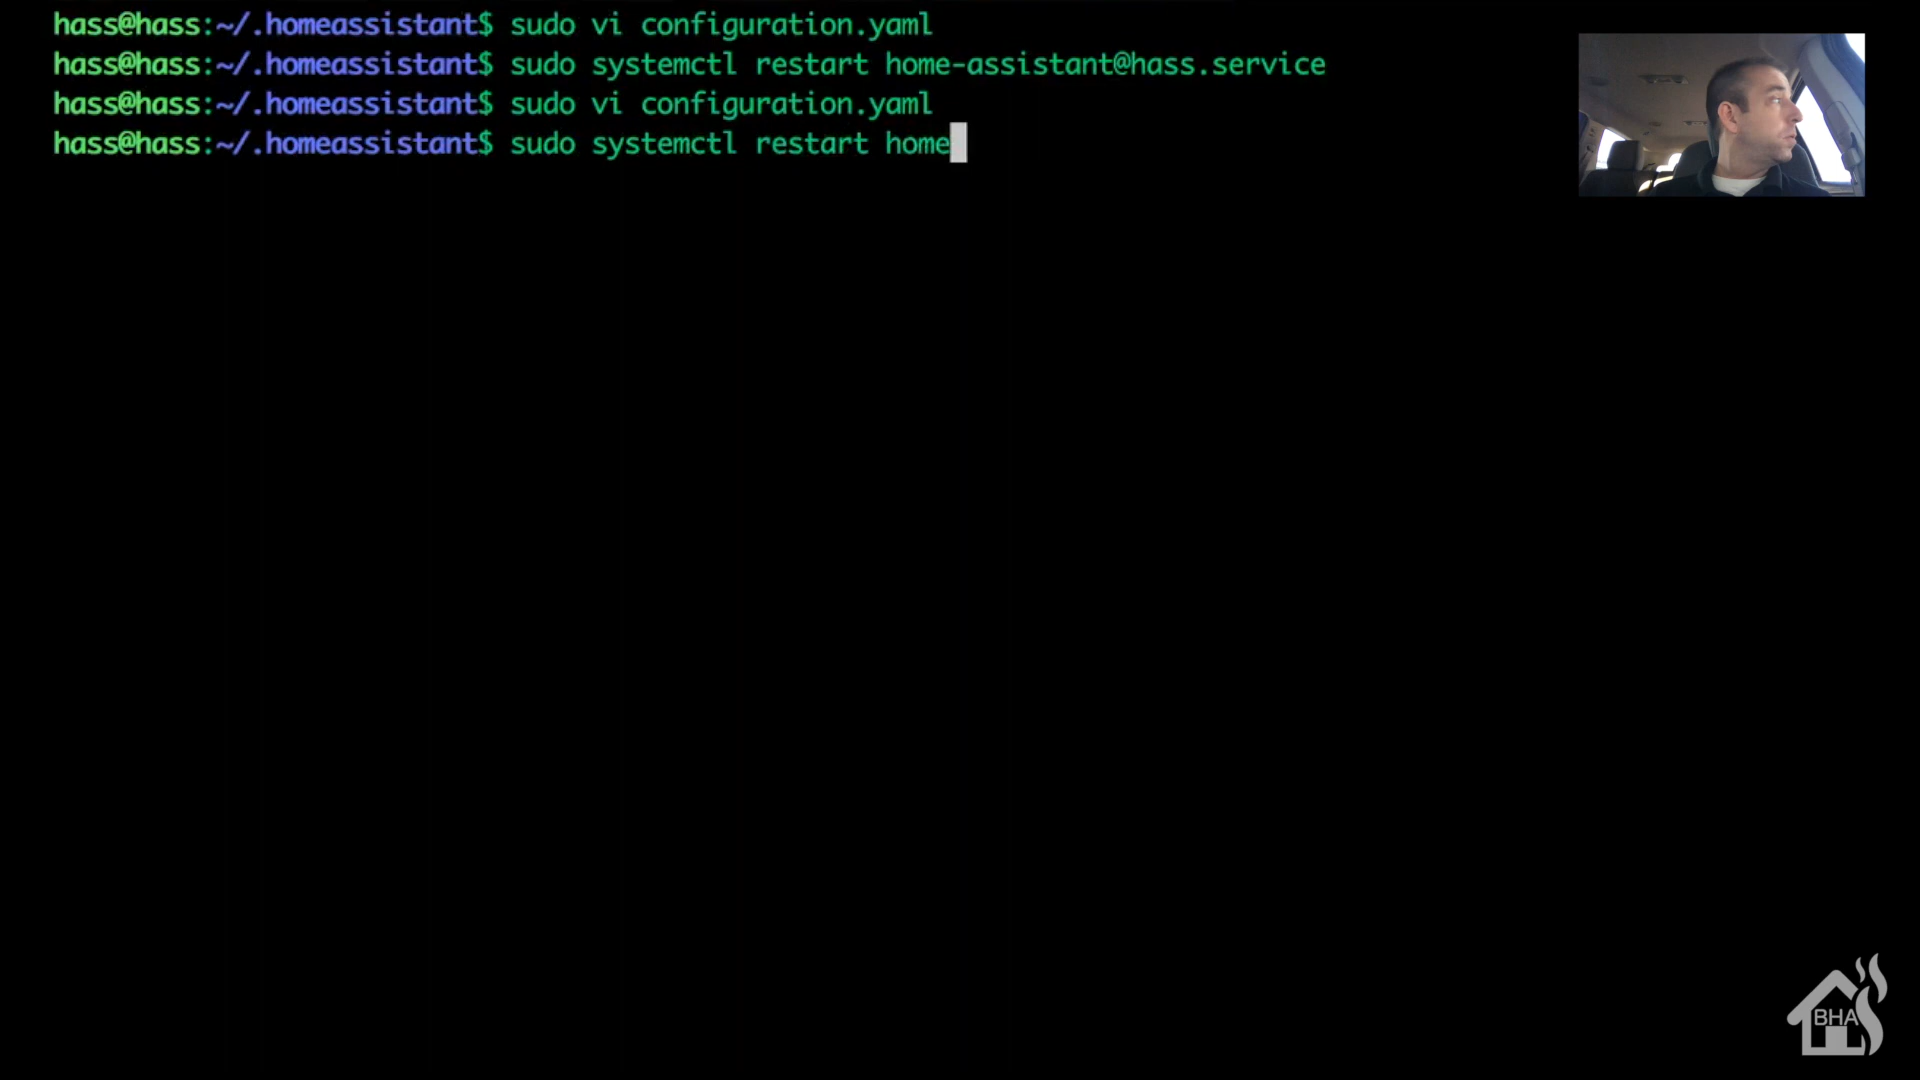 hass@hass:~/.homeassistant$ sudo vi configuration.yaml
hass@hass:~/.homeassistant$ sudo systemctl restart home-assistant@hass.service
hass@hass:~/.homeassistant$ sudo vi configuration.yaml
hass@hass:~/.homeassistant$ sudo systemctl restart home
BHA